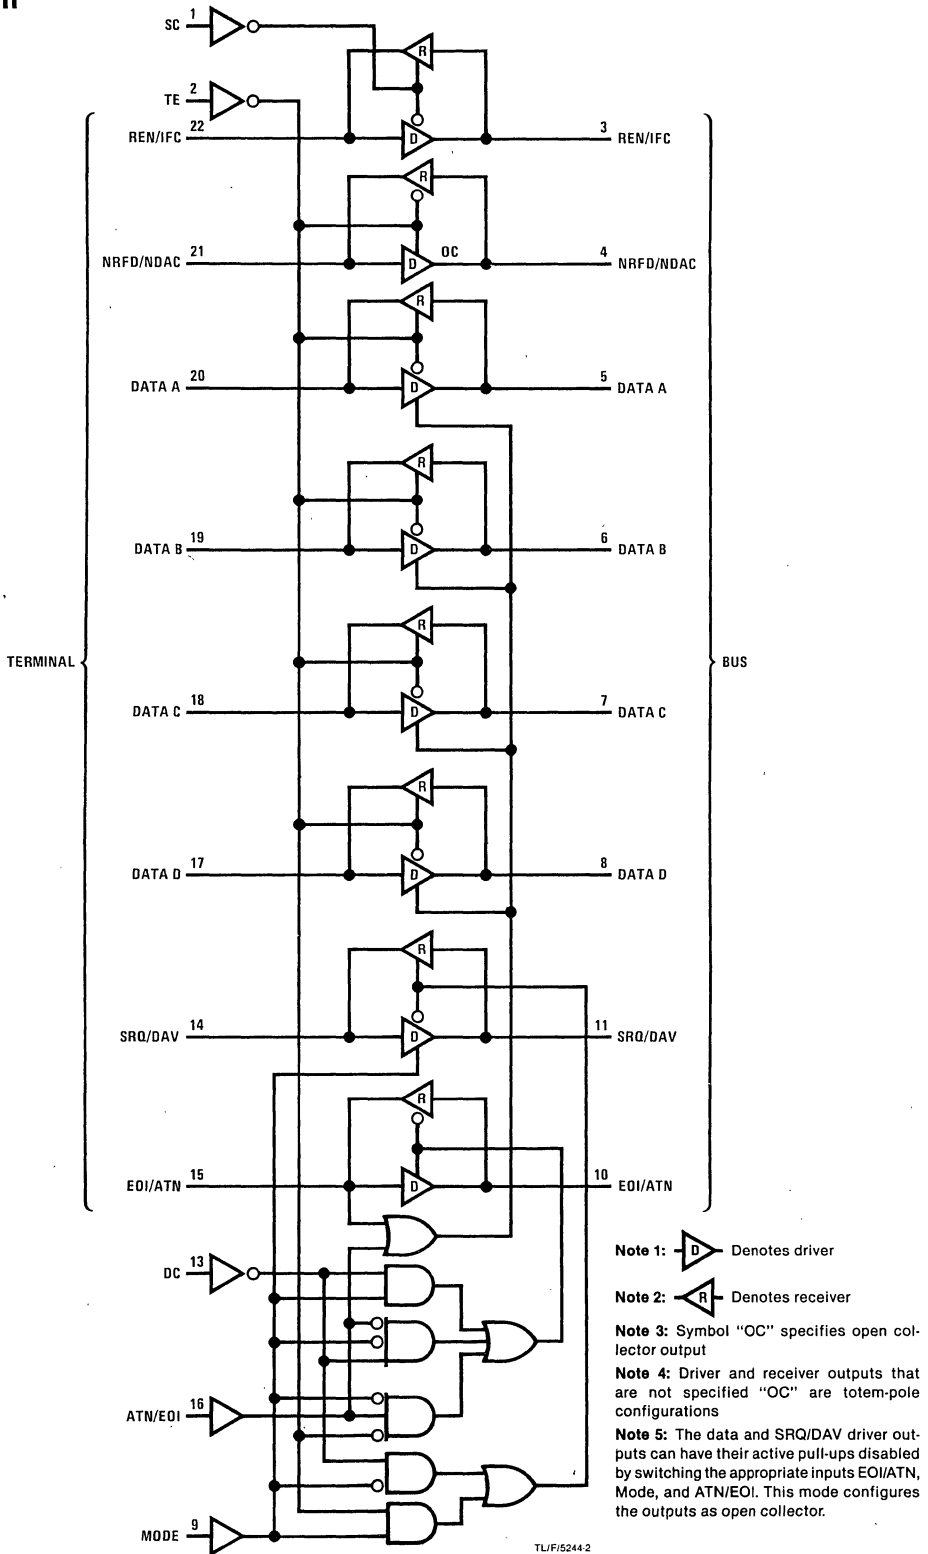 SC 1
R
TE 2
REN/IFC 22 D 3 REN/IFC
R
NRFD/NDAC 21 D OC 4 NRFD/NDAC
R
DATA A 20 D 5 DATA A
R
DATA B 19 D 6 DATA B
R
TERMINAL BUS
DATA C 18 D 7 DATA C
R
DATA D 17 D 8 DATA D
R
SRQ/DAV 14 D 11 SRQ/DAV
R
EOI/ATN 15 D 10 EOI/ATN
DC 13
ATN/EOI 16
MODE 9
Note 1: D Denotes driver
Note 2: R Denotes receiver
Note 3: Symbol “OC” specifies open col-
lector output
Note 4: Driver and receiver outputs that
are not specified “OC” are totem-pole
configurations
Note 5: The data and SRQ/DAV driver out-
puts can have their active pull-ups disabled
by switching the appropriate inputs EOI/ATN,
Mode, and ATN/EOI. This mode configures
the outputs as open collector.
TL/F/5244-2